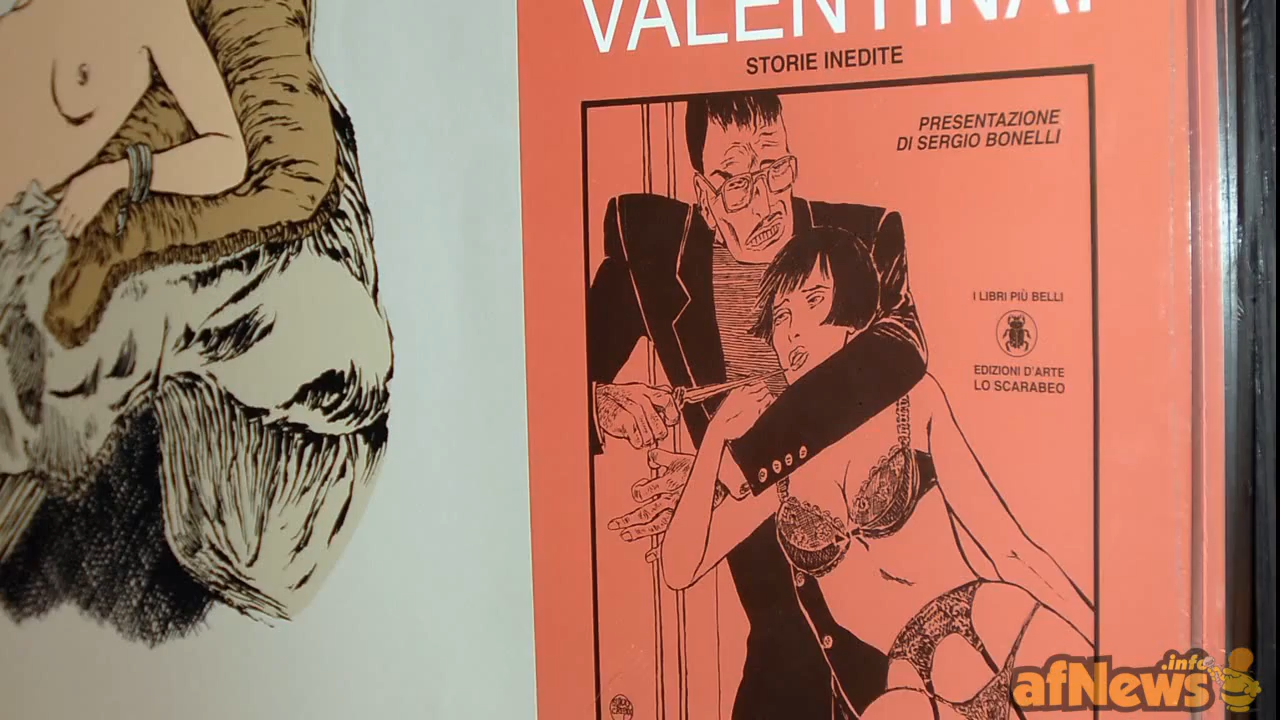 VALENTINA!
STORIE INEDITE
PRESENTAZIONE
DI SERGIO BONELLI
I LIBRI PIÙ BELLI
EDIZIONI D'ARTE
LO SCARABEO
afNews.info